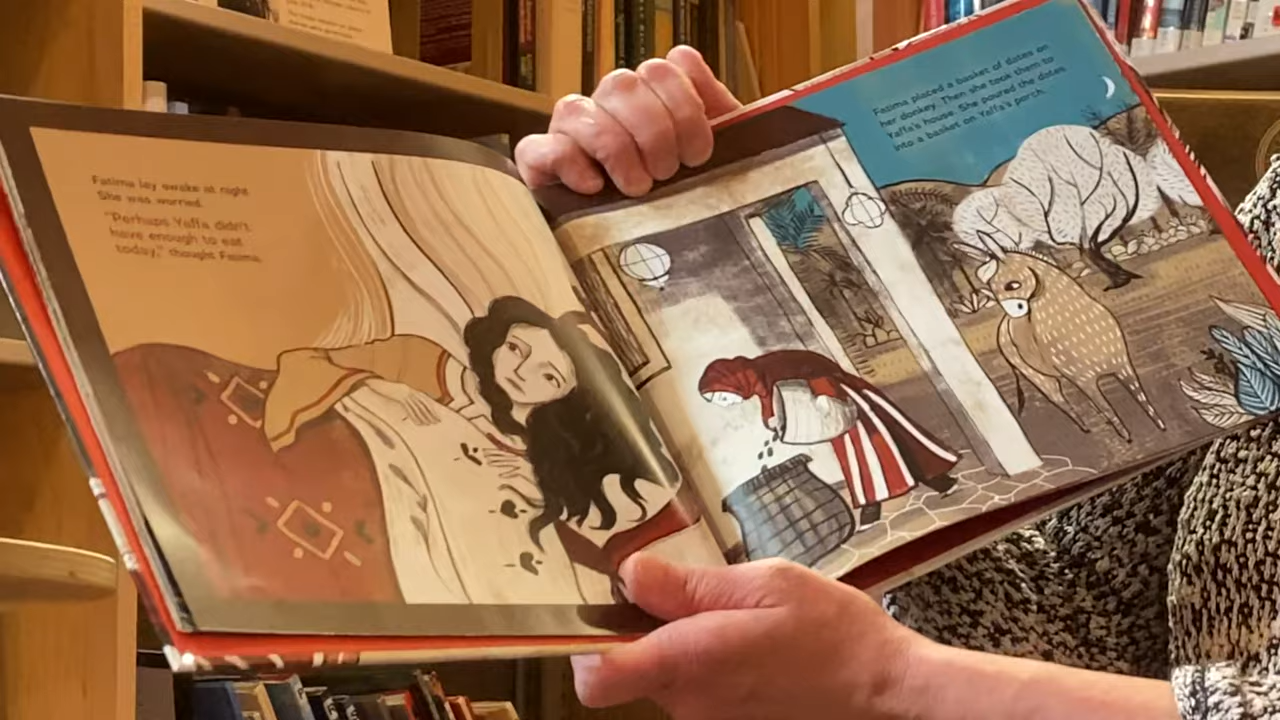 Fatima lay awake at night.
She was worried.
"Perhaps Yaffa didn't
have enough to eat
today," thought Fatima.
Fatima placed a basket of dates on
her donkey. Then she took them to
Yaffa's house. She poured the dates
into a basket on Yaffa's porch.